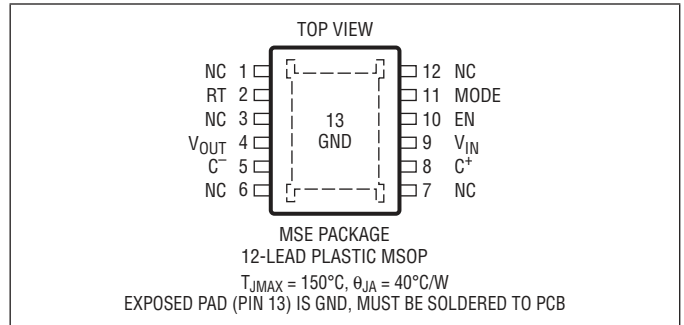 TOP VIEW
NC 1 12 NC
RT 2 11 MODE
NC 3 10 EN
13
GND
VOUT 4 9 VIN
C– 5 8 C+
NC 6 7 NC
MSE PACKAGE
12-LEAD PLASTIC MSOP
TJMAX = 150°C, θJA = 40°C/W
EXPOSED PAD (PIN 13) IS GND, MUST BE SOLDERED TO PCB